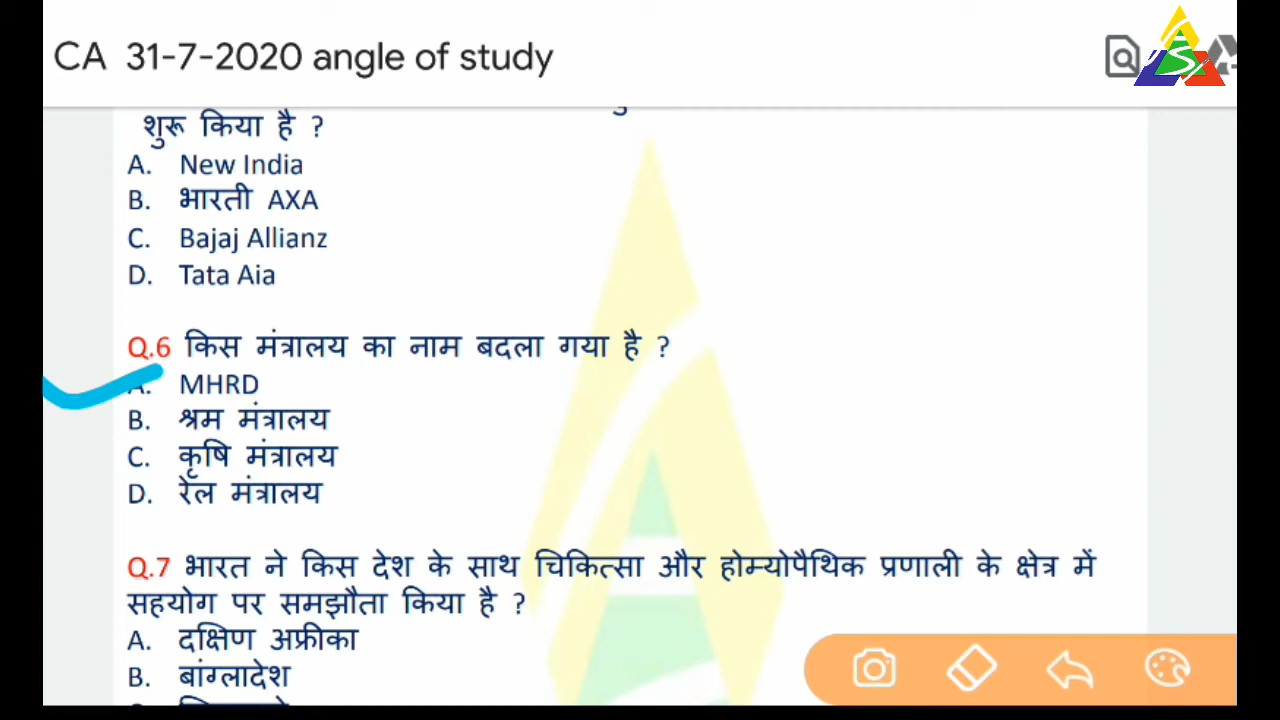 CA 31-7-2020 angle of study
शुरू किया है ?
A. New India
B. भारती AXA
C. Bajaj Allianz
D. Tata Aia
Q.6 किस मंत्रालय का नाम बदला गया है ?
A. MHRD
B. श्रम मंत्रालय
C. कृषि मंत्रालय
D. रेल मंत्रालय
Q.7 भारत ने किस देश के साथ चिकित्सा और होम्योपैथिक प्रणाली के क्षेत्र में
सहयोग पर समझौता किया है ?
A. दक्षिण अफ्रीका
B. बांग्लादेश